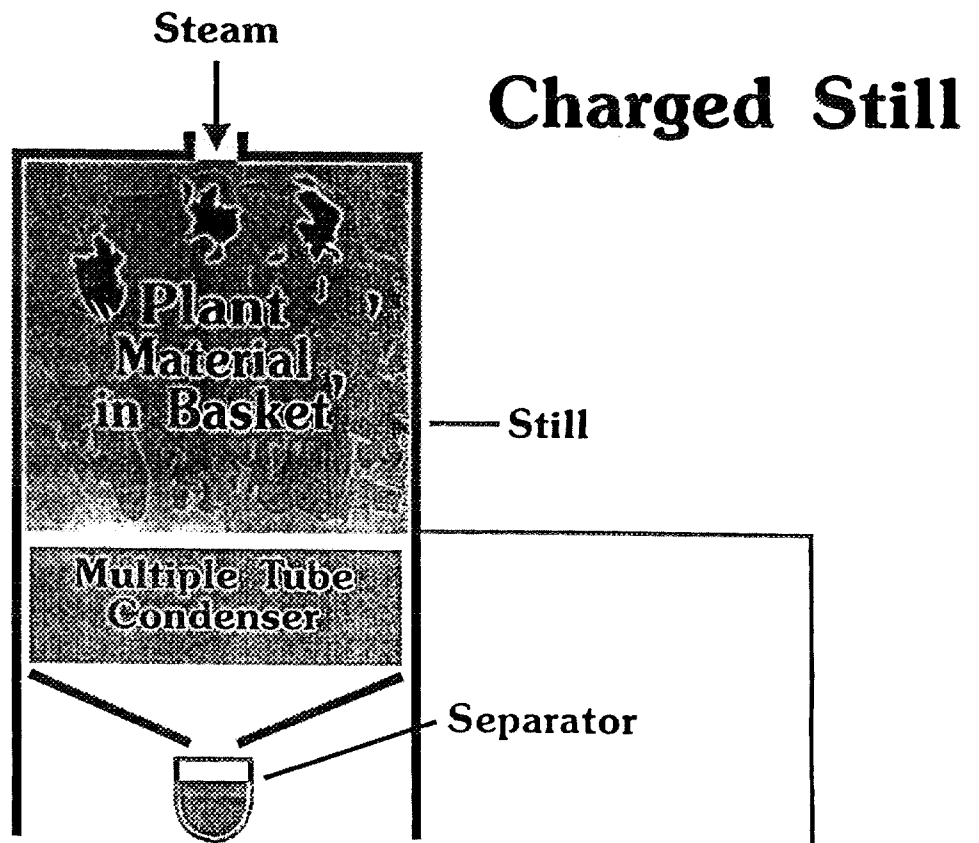 Steam
Charged Still
Plant
Material
in Basket
Still
Multiple Tube
Condenser
Separator